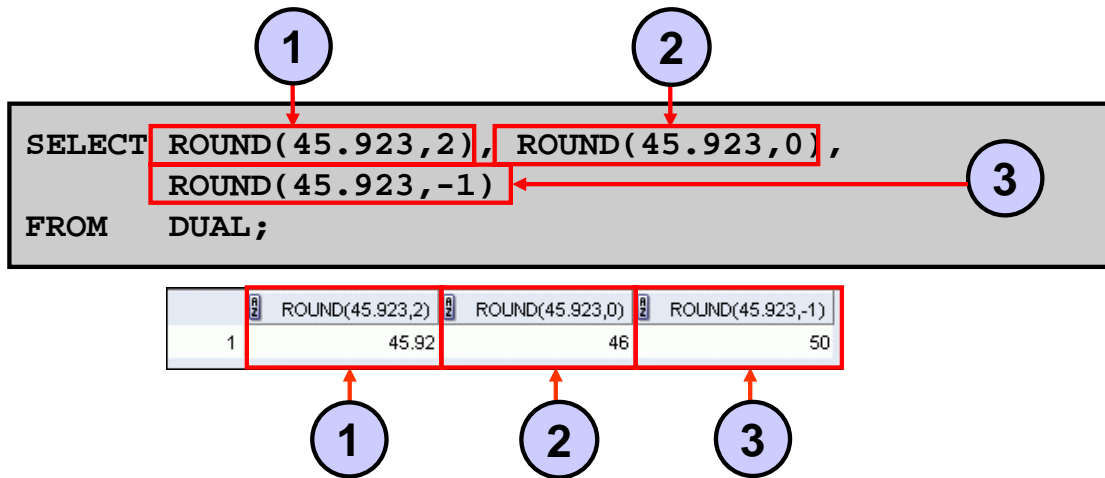 1 2
SELECT ROUND(45.923,2), ROUND(45.923,0),
ROUND(45.923,-1) 3
FROM DUAL;
ROUND(45.923,2) ROUND(45.923,0) ROUND(45.923,-1)
1 45.92 46 50
1 2 3